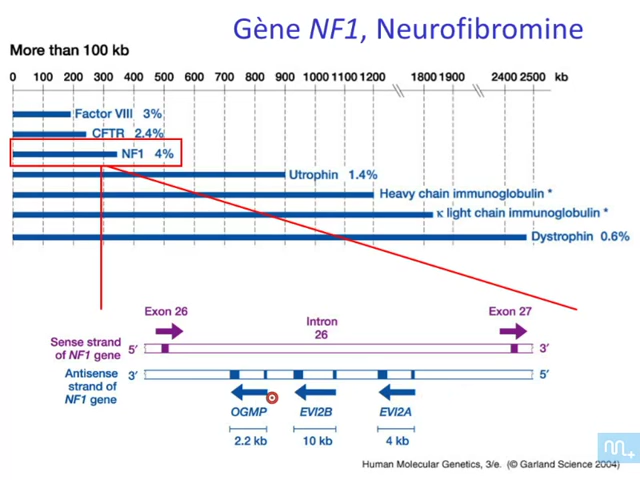 Gène NF1, Neurofibromine
More than 100 kb
0 100 200 300 400 500 600 700 800 900 1000 1100 1200 1800 1900 2400 2500 kb
Factor VIII 3%
CFTR 2.4%
NF1 4%
Utrophin 1.4%
Heavy chain immunoglobulin *
κ light chain immunoglobulin *
Dystrophin 0.6%
Exon 26
Intron
26
Exon 27
Sense strand
of NF1 gene
5′
3′
Antisense
strand of
NF1 gene
3′
5′
OGMP EVI2B EVI2A
2.2 kb 10 kb 4 kb
Human Molecular Genetics, 3/e. (© Garland Science 2004)